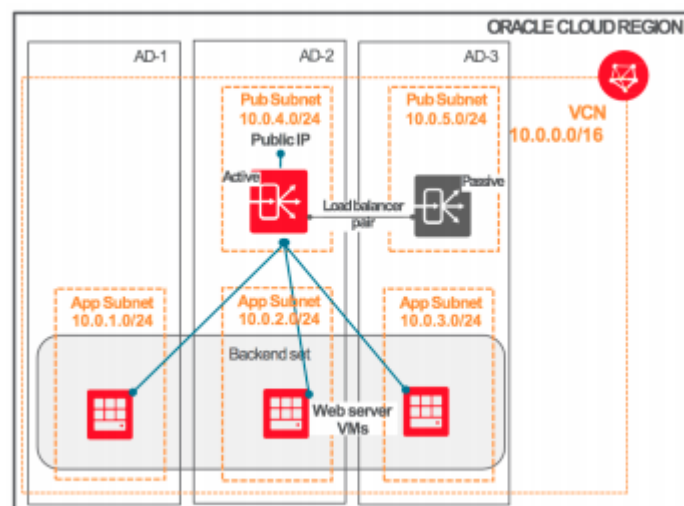 ORACLE CLOUD REGION
AD-1
AD-2
AD-3
VCN
10.0.0.0/16
Pub Subnet
10.0.4.0/24
Pub Subnet
10.0.5.0/24
Public IP
Active
Passive
Load balancer
pair
App Subnet
10.0.1.0/24
App Subnet
10.0.2.0/24
App Subnet
10.0.3.0/24
Backend set
Web server
VMs